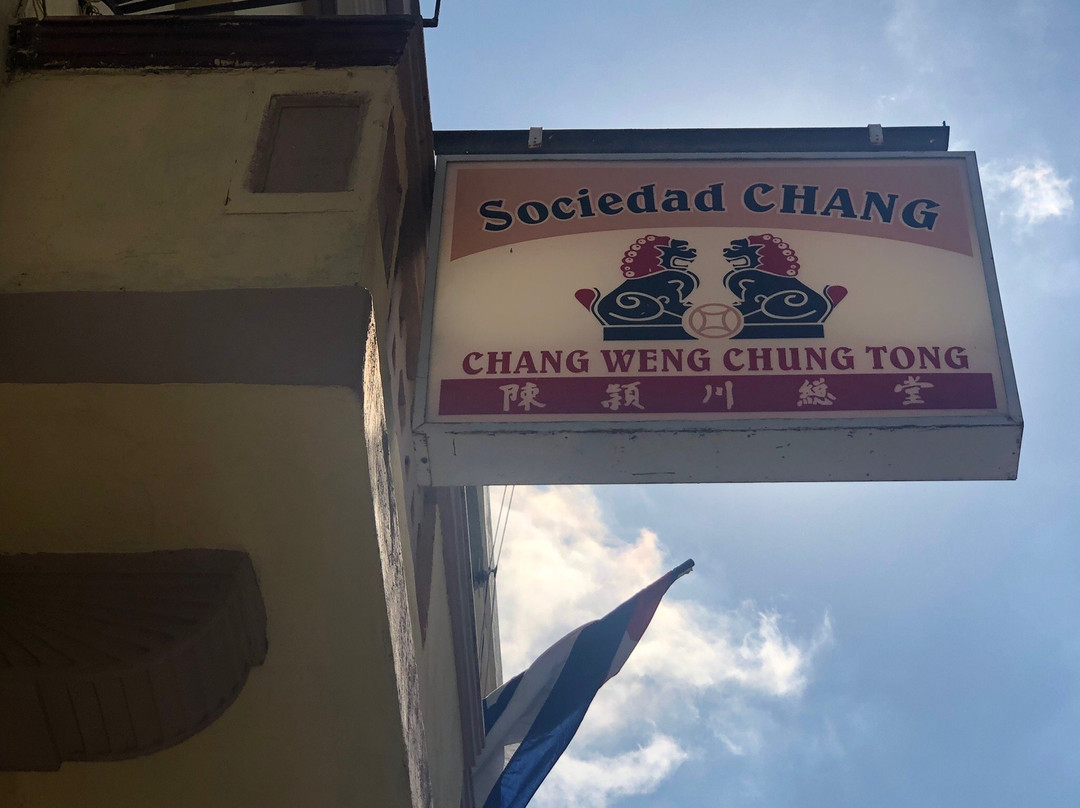 Sociedad CHANG
CHANG WENG CHUNG TONG
陳 穎 川 總 堂